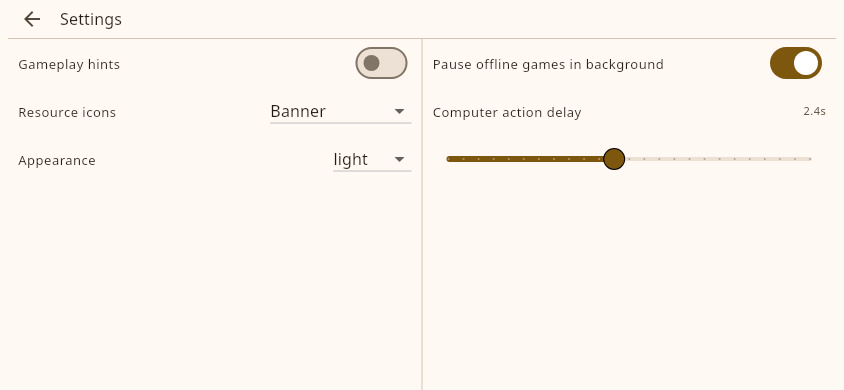 Settings
Gameplay hints
Resource icons
Banner
Appearance
light
Pause offline games in background
Computer action delay
2.4s